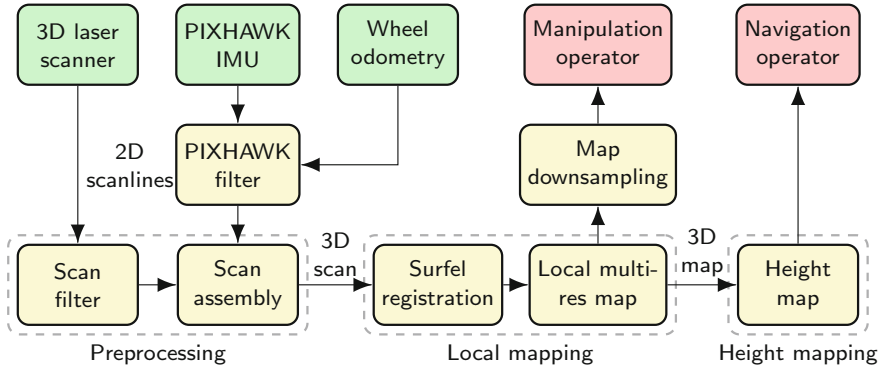 3D laser
scanner
PIXHAWK
IMU
Wheel
odometry
Manipulation
operator
Navigation
operator
2D
scanlines
PIXHAWK
filter
Map
downsampling
Scan
filter
Scan
assembly
3D
scan
Surfel
registration
Local multi-
res map
3D
map
Height
map
Preprocessing
Local mapping
Height mapping